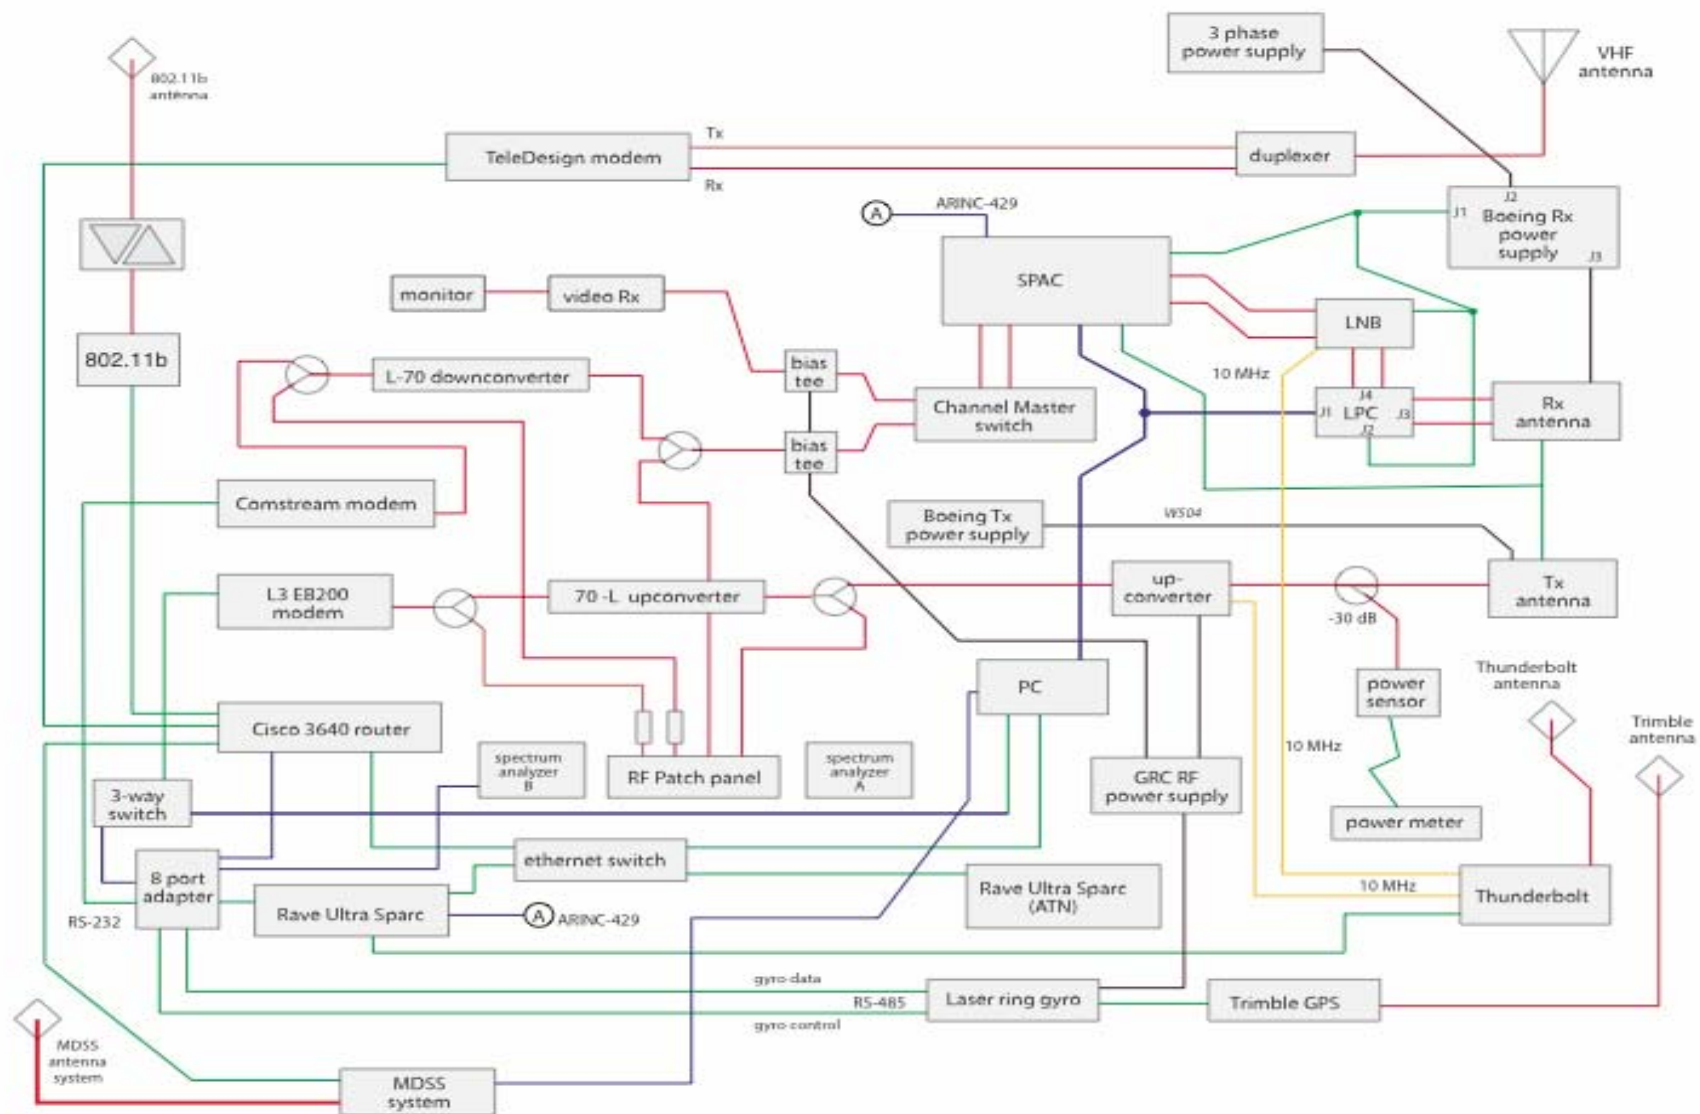 3 phase
power supply
VHF
antenna
802.11b
antenna
TeleDesign modem
Tx
Rx
duplexer
J2
J1
Boeing Rx
power
supply
J3
A
ARINC-429
SPAC
monitor
video Rx
LNB
802.11b
L-70 downconverter
bias
tee
10 MHz
Channel Master
switch
J4
J1
LPC
J3
J2
Rx
antenna
bias
tee
Comstream modem
Boeing Tx
power supply
W504
L3 EB200
modem
70 -L upconverter
up-
converter
-30 dB
Tx
antenna
PC
power
sensor
Thunderbolt
antenna
Trimble
antenna
Cisco 3640 router
spectrum
analyzer
B
RF Patch panel
spectrum
analyzer
A
10 MHz
GRC RF
power supply
3-way
switch
power meter
ethernet switch
8 port
adapter
Rave Ultra Sparc
A
ARINC-429
Rave Ultra Sparc
(ATN)
10 MHz
Thunderbolt
RS-232
gyro data
RS-485
Laser ring gyro
Trimble GPS
gyro control
MDSS
antenna
system
MDSS
system